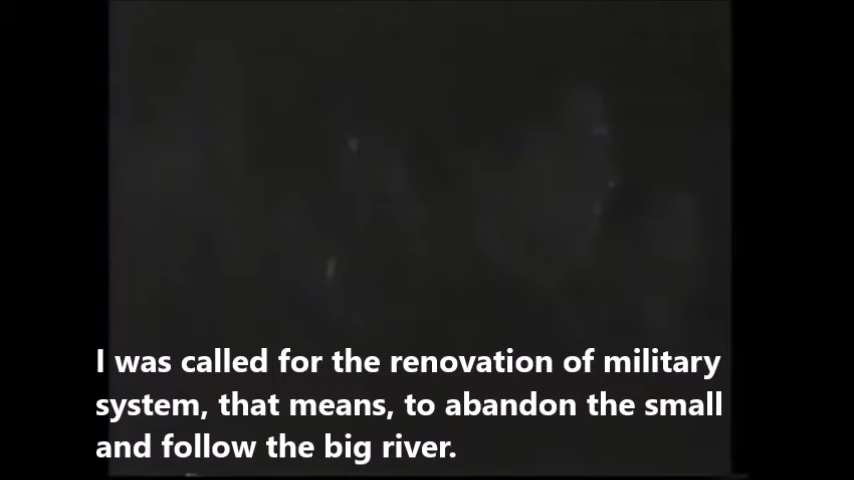 I was called for the renovation of military
system, that means, to abandon the small
and follow the big river.